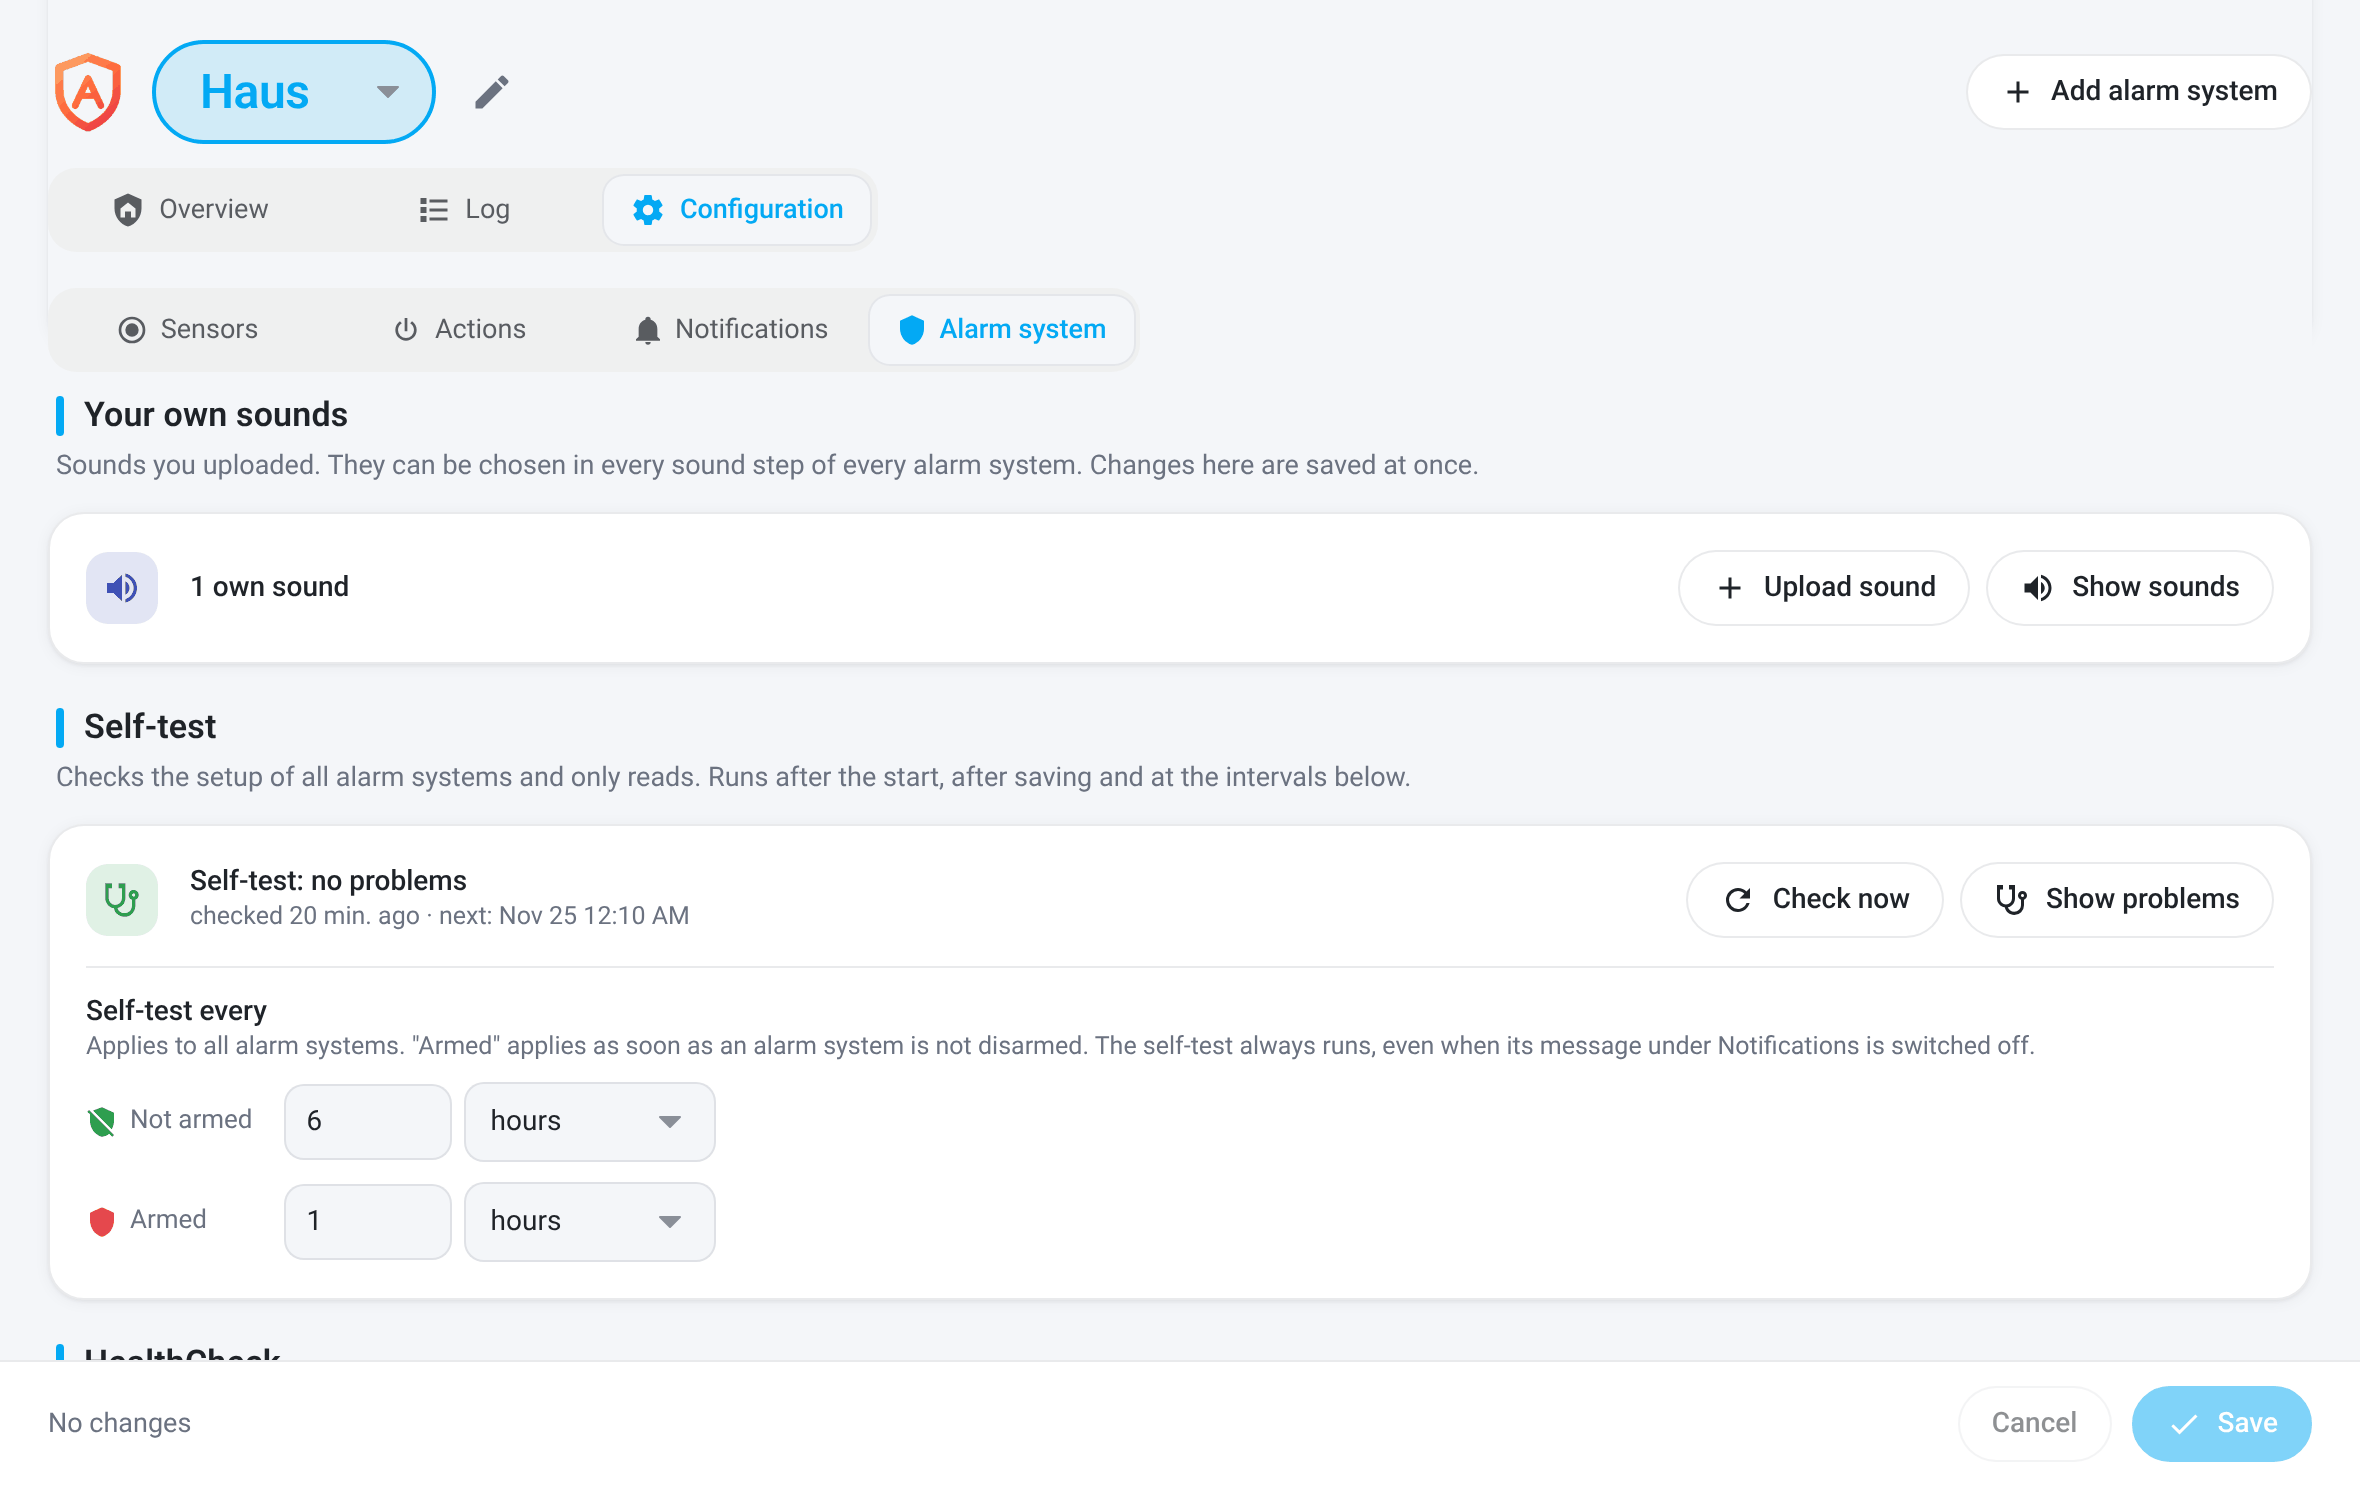 Haus
Add alarm system
Overview
Log
Configuration
Sensors
Actions
Notifications
Alarm system
Your own sounds
Sounds you uploaded. They can be chosen in every sound step of every alarm system. Changes here are saved at once.
1 own sound
Upload sound
Show sounds
Self-test
Checks the setup of all alarm systems and only reads. Runs after the start, after saving and at the intervals below.
Self-test: no problems
checked 20 min. ago · next: Nov 25 12:10 AM
Check now
Show problems
Self-test every
Applies to all alarm systems. "Armed" applies as soon as an alarm system is not disarmed. The self-test always runs, even when its message under Notifications is switched off.
Not armed
6
hours
Armed
1
hours
HealthCheck
No changes
Cancel
Save